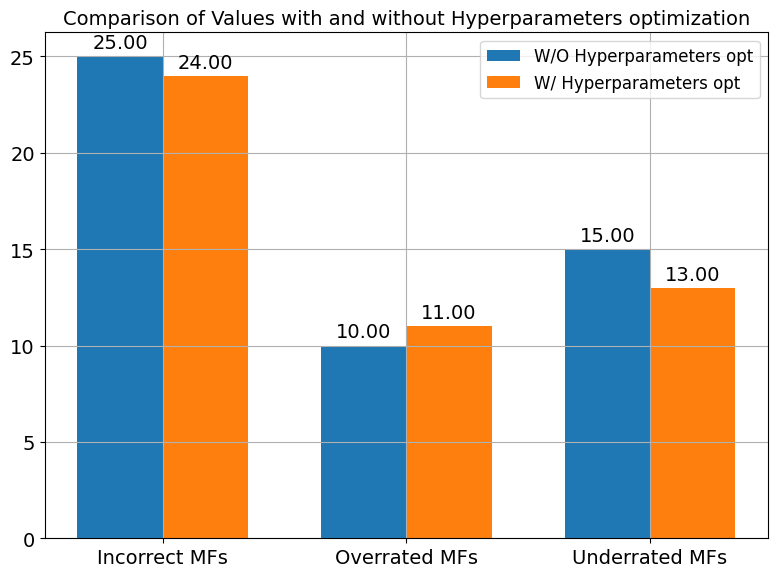 Comparison of Values with and without Hyperparameters optimization
25.00
24.00
10.00
11.00
15.00
13.00
W/O Hyperparameters opt
W/ Hyperparameters opt
25
20
15
10
5
0
Incorrect MFs
Overrated MFs
Underrated MFs